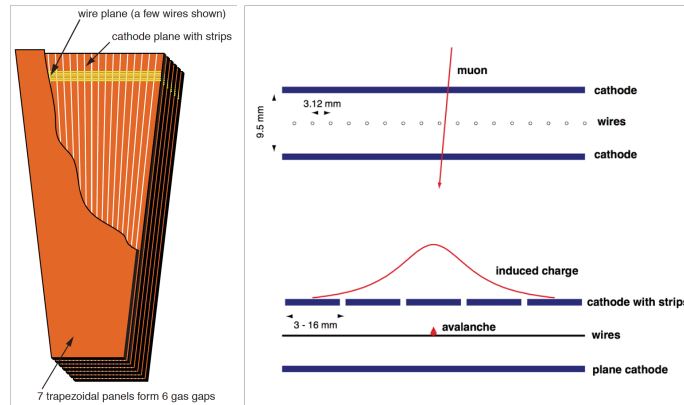 wire plane (a few wires shown)
cathode plane with strips
7 trapezoidal panels form 6 gas gaps
muon
cathode
3.12 mm
wires
9.5 mm
cathode
induced charge
cathode with strips
3 - 16 mm
avalanche
wires
plane cathode